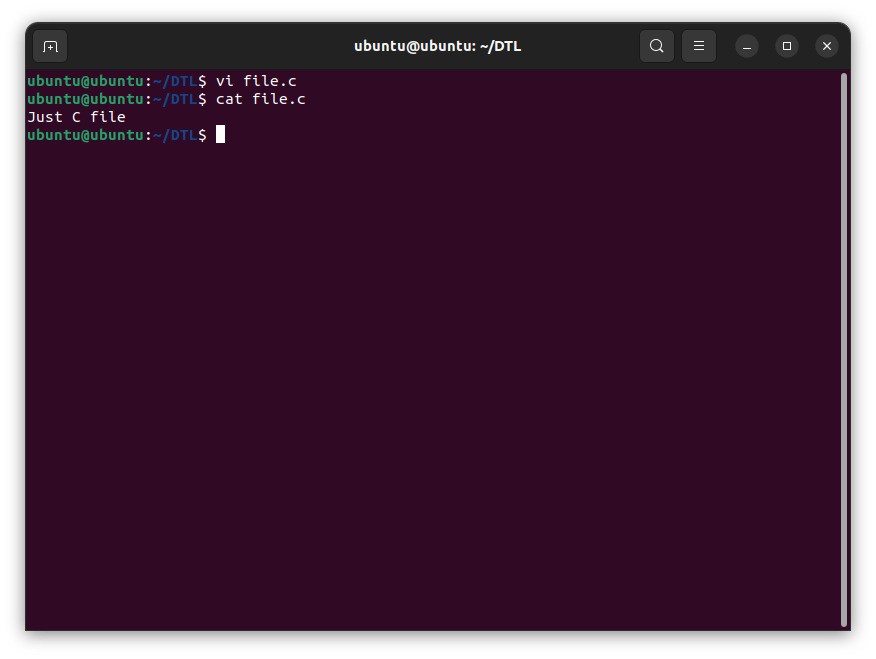 ubuntu@ubuntu: ~/DTL
ubuntu@ubuntu:~/DTL$ vi file.c
ubuntu@ubuntu:~/DTL$ cat file.c
Just C file
ubuntu@ubuntu:~/DTL$